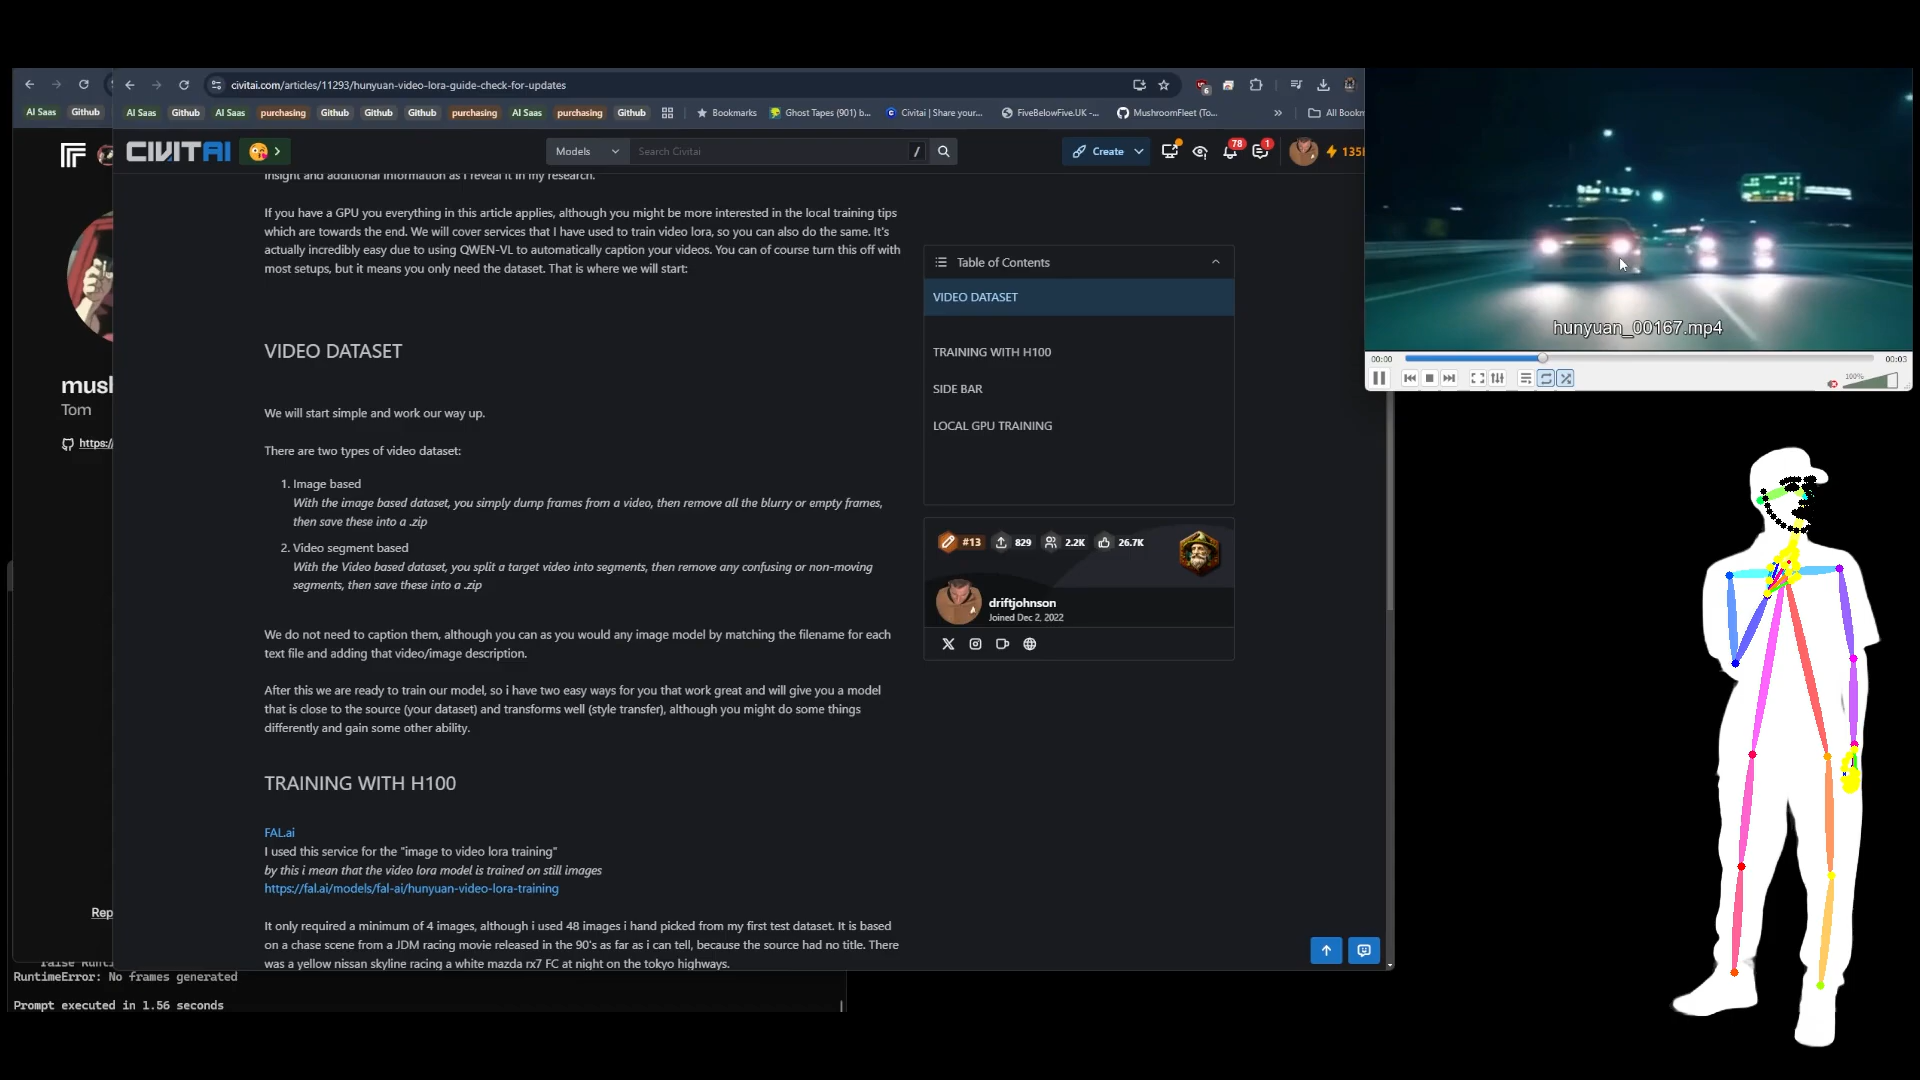 civitai.com/articles/11293/hunyuan-video-lora-guide-check-for-updates
6
AI Saas
Github
AI Saas
Github
AI Saas
purchasing
Github
Github
Github
purchasing
AI Saas
purchasing
Github
Bookmarks
Ghost Tapes (901) b...
Civitai | Share your...
FiveBelowFive.UK -...
MushroomFleet (To...
»
All Bookm
CIVITAI
Models
Search Civitai
/
Create
78
1
135
insight and additional information as I reveal it in my research.
If you have a GPU you everything in this article applies, although you might be more interested in the local training tips
which are towards the end. We will cover services that I have used to train video lora, so you can also do the same. It's
actually incredibly easy due to using QWEN-VL to automatically caption your videos. You can of course turn this off with
most setups, but it means you only need the dataset. That is where we will start:
VIDEO DATASET
We will start simple and work our way up.
There are two types of video dataset:
1. Image based
With the image based dataset, you simply dump frames from a video, then remove all the blurry or empty frames,
then save these into a .zip
2. Video segment based
With the Video based dataset, you split a target video into segments, then remove any confusing or non-moving
segments, then save these into a .zip
We do not need to caption them, although you can as you would any image model by matching the filename for each
text file and adding that video/image description.
After this we are ready to train our model, so i have two easy ways for you that work great and will give you a model
that is close to the source (your dataset) and transforms well (style transfer), although you might do some things
differently and gain some other ability.
TRAINING WITH H100
FAL.ai
I used this service for the "image to video lora training"
by this i mean that the video lora model is trained on still images
https://fal.ai/models/fal-ai/hunyuan-video-lora-training
It only required a minimum of 4 images, although i used 48 images i hand picked from my first test dataset. It is based
on a chase scene from a JDM racing movie released in the 90's as far as i can tell, because the source had no title. There
was a yellow nissan skyline racing a white mazda rx7 FC at night on the tokyo highways.
Table of Contents
VIDEO DATASET
TRAINING WITH H100
SIDE BAR
LOCAL GPU TRAINING
#13
829
2.2K
26.7K
driftjohnson
Joined Dec 2, 2022
hunyuan_00167.mp4
00:00
00:03
100%
mush
Tom
https://
Rep
RuntimeError: No frames generated
Prompt executed in 1.56 seconds